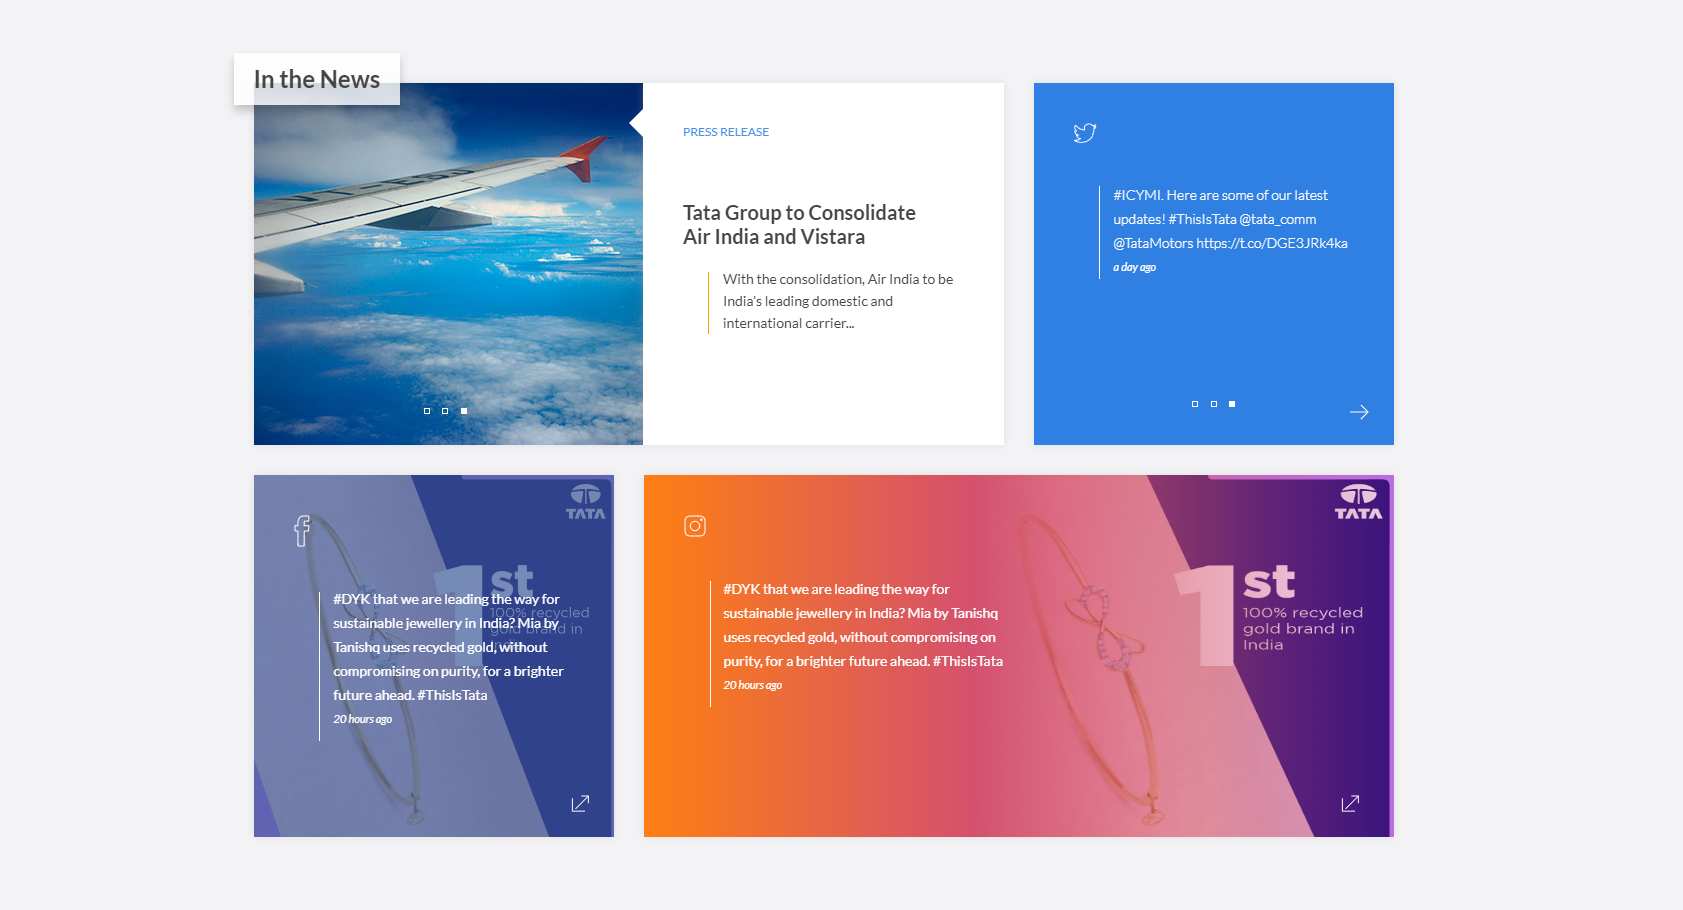 In the News
PRESS RELEASE
Tata Group to Consolidate
Air India and Vistara
With the consolidation, Air India to be
India's leading domestic and
international carrier...
#ICYMI. Here are some of our latest
updates! #ThisIsTata @tata_comm
@TataMotors https://t.co/DGE3JRk4ka
a day ago
TATA
1st
100% recycled
gold brand in
India
#DYK that we are leading the way for
sustainable jewellery in India? Mia by
Tanishq uses recycled gold, without
compromising on purity, for a brighter
future ahead. #ThisIsTata
20 hours ago
#DYK that we are leading the way for
sustainable jewellery in India? Mia by Tanishq
uses recycled gold, without compromising on
purity, for a brighter future ahead. #ThisIsTata
20 hours ago
TATA
1st
100% recycled
gold brand in
India